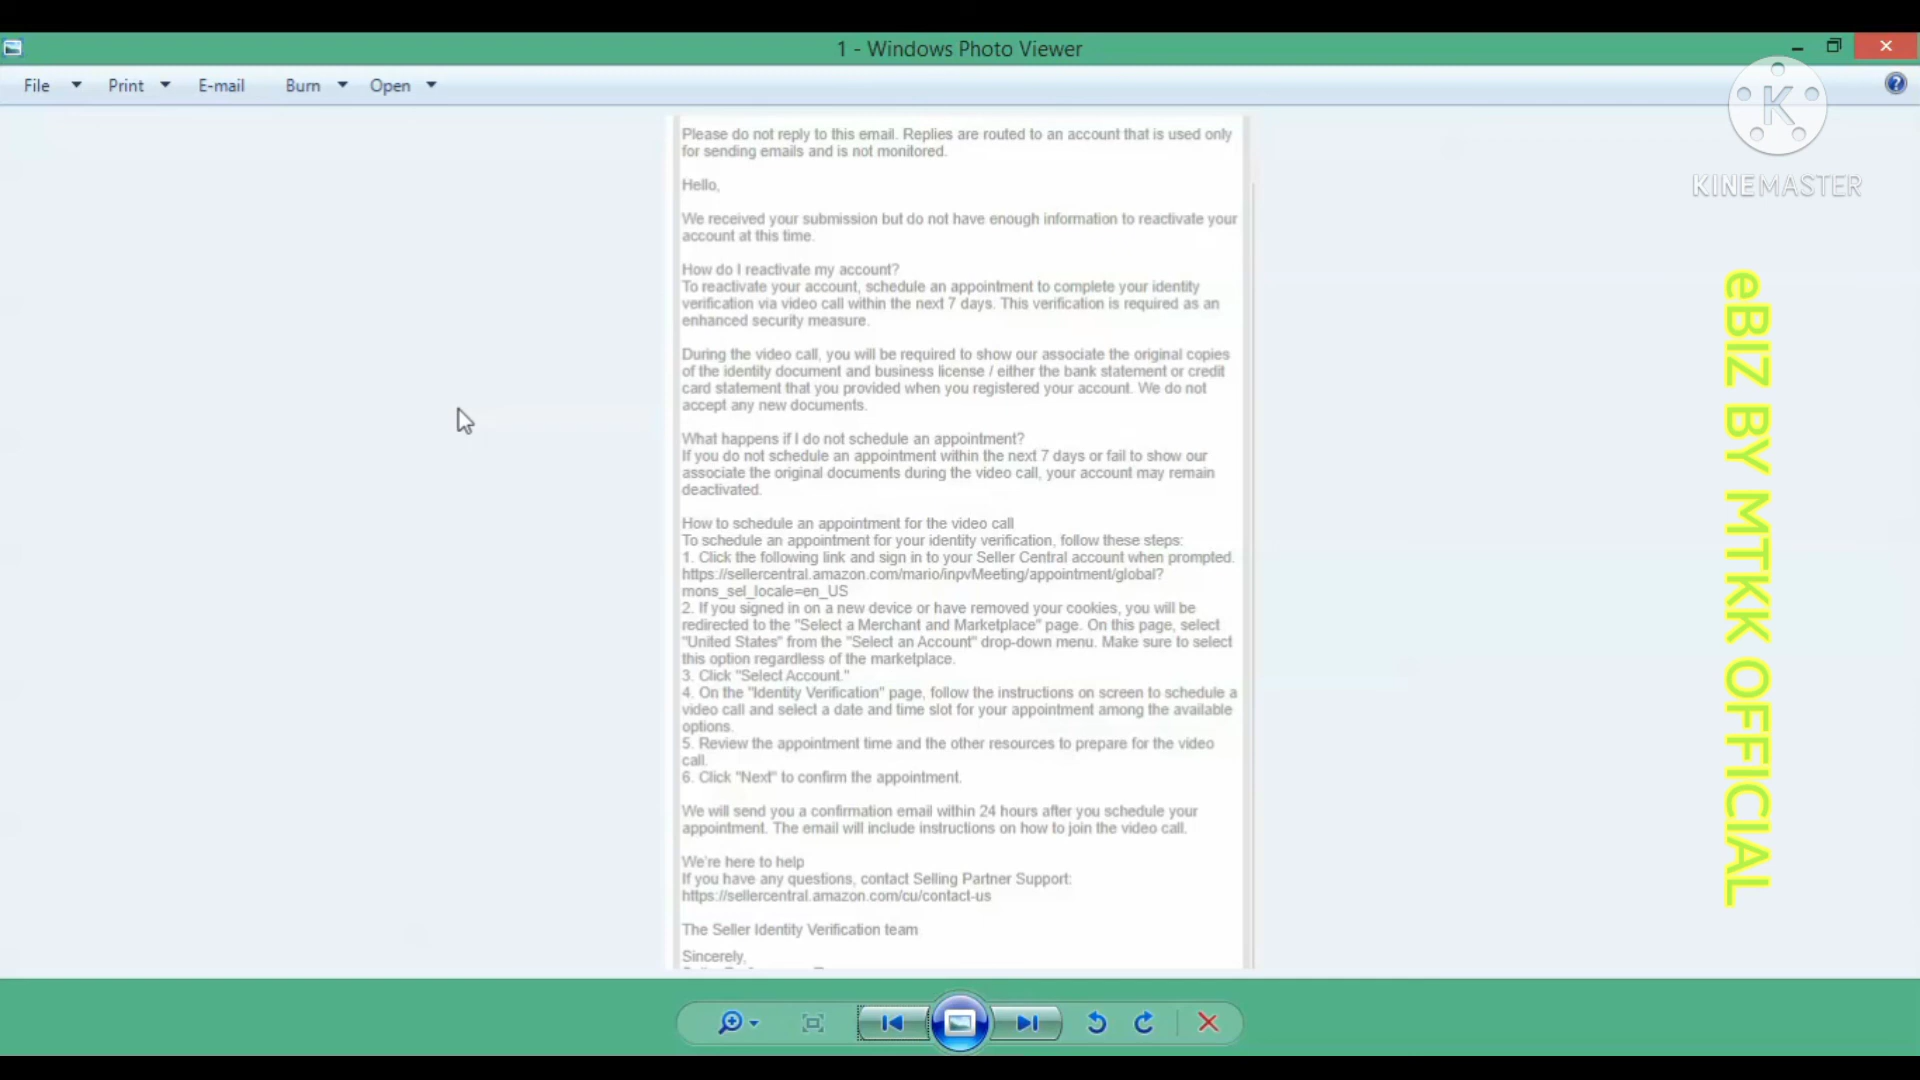 1 - Windows Photo Viewer
File
Print
E-mail
Burn
Open
K
KINEMASTER
Please do not reply to this email. Replies are routed to an account that is used only
for sending emails and is not monitored.
Hello,
We received your submission but do not have enough information to reactivate your
account at this time.
How do I reactivate my account?
To reactivate your account, schedule an appointment to complete your identity
verification via video call within the next 7 days. This verification is required as an
enhanced security measure.
During the video call, you will be required to show our associate the original copies
of the identity document and business license / either the bank statement or credit
card statement that you provided when you registered your account. We do not
accept any new documents.
What happens if I do not schedule an appointment?
If you do not schedule an appointment within the next 7 days or fail to show our
associate the original documents during the video call, your account may remain
deactivated.
How to schedule an appointment for the video call
To schedule an appointment for your identity verification, follow these steps:
1. Click the following link and sign in to your Seller Central account when prompted.
https://sellercentral.amazon.com/mario/inpvMeeting/appointment/global?
mons_sel_locale=en_US
2. If you signed in on a new device or have removed your cookies, you will be
redirected to the "Select a Merchant and Marketplace" page. On this page, select
"United States" from the "Select an Account" drop-down menu. Make sure to select
this option regardless of the marketplace.
3. Click "Select Account."
4. On the "Identity Verification" page, follow the instructions on screen to schedule a
video call and select a date and time slot for your appointment among the available
options.
5. Review the appointment time and the other resources to prepare for the video
call.
6. Click "Next" to confirm the appointment.
We will send you a confirmation email within 24 hours after you schedule your
appointment. The email will include instructions on how to join the video call.
We're here to help
If you have any questions, contact Selling Partner Support:
https://sellercentral.amazon.com/cu/contact-us
The Seller Identity Verification team
Sincerely,
eBIZ BY MTKK OFFICIAL